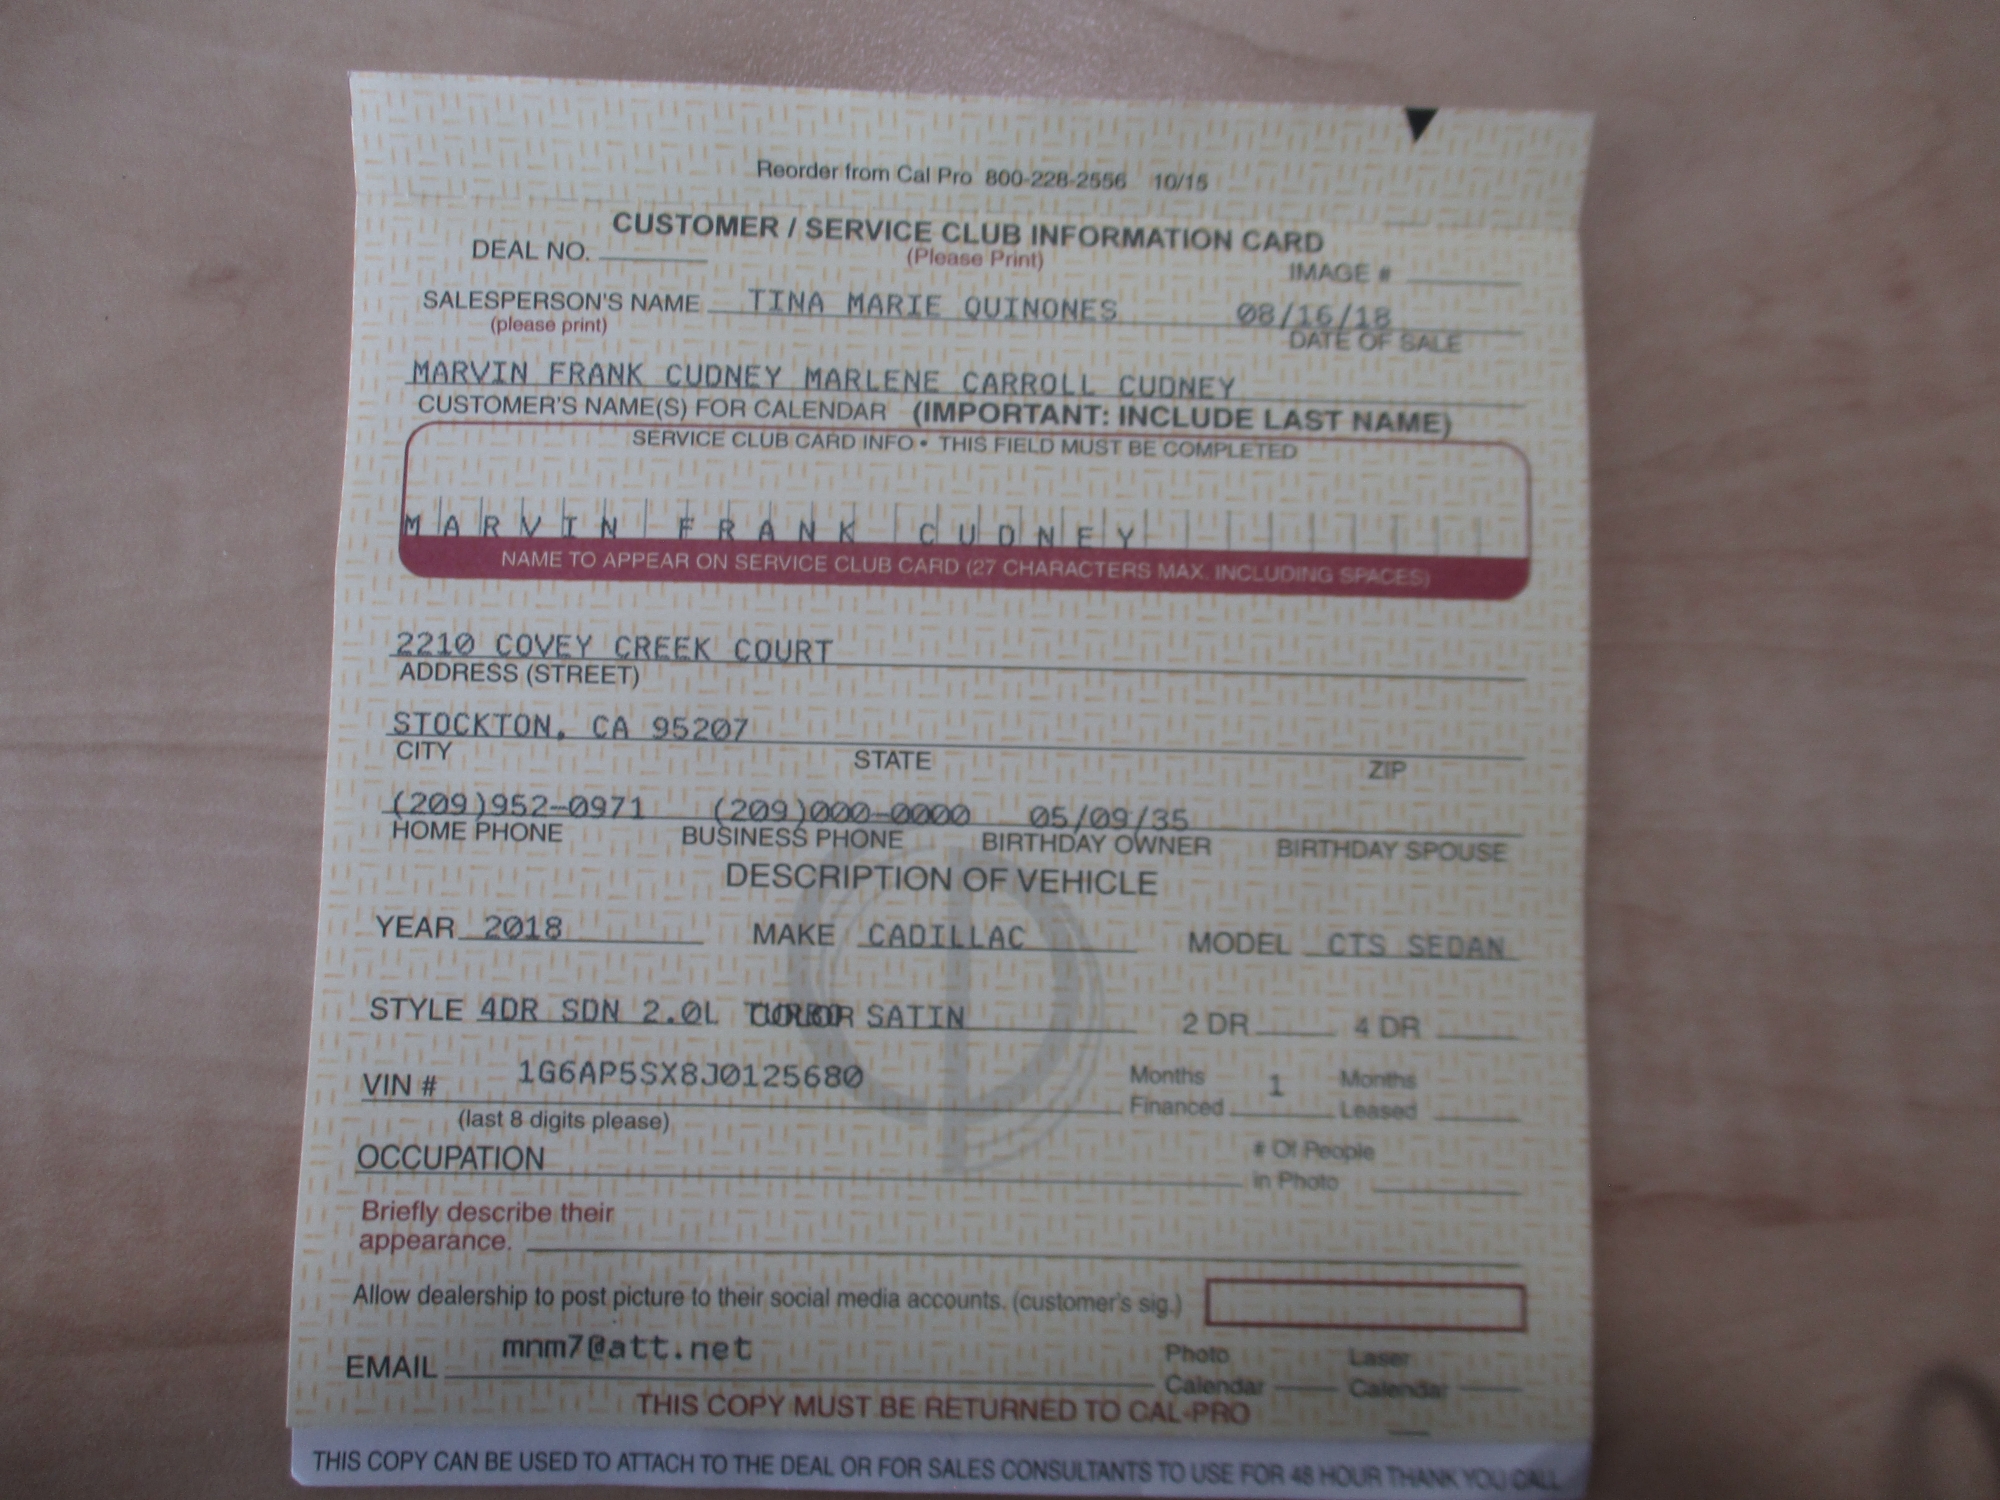 Reorder from Cal Pro 800-228-2556 10/15
CUSTOMER / SERVICE CLUB INFORMATION CARD
DEAL NO. (Please Print) IMAGE #
SALESPERSON'S NAME TINA MARIE QUINONES 08/16/18
(please print) DATE OF SALE
MARVIN FRANK CUDNEY MARLENE CARROLL CUDNEY
CUSTOMER'S NAME(S) FOR CALENDAR (IMPORTANT: INCLUDE LAST NAME)
SERVICE CLUB CARD INFO • THIS FIELD MUST BE COMPLETED
MARVIN FRANK CUDNEY
NAME TO APPEAR ON SERVICE CLUB CARD (27 CHARACTERS MAX. INCLUDING SPACES)
2210 COVEY CREEK COURT
ADDRESS (STREET)
STOCKTON, CA 95207
CITY STATE ZIP
(209)952-0971 (209)000-0000 05/09/35
HOME PHONE BUSINESS PHONE BIRTHDAY OWNER BIRTHDAY SPOUSE
DESCRIPTION OF VEHICLE
YEAR 2018 MAKE CADILLAC MODEL CTS SEDAN
STYLE 4DR SDN 2.0L TURBO COLOR SATIN 2 DR 4 DR
VIN # 1G6AP5SX8J0125680 Months Financed 1 Months Leased
(last 8 digits please)
OCCUPATION # Of People in Photo
Briefly describe their
appearance.
Allow dealership to post picture to their social media accounts. (customer's sig.)
EMAIL mnm7@att.net Photo Calendar Laser Calendar
THIS COPY MUST BE RETURNED TO CAL-PRO
THIS COPY CAN BE USED TO ATTACH TO THE DEAL OR FOR SALES CONSULTANTS TO USE FOR 48 HOUR THANK YOU CALL